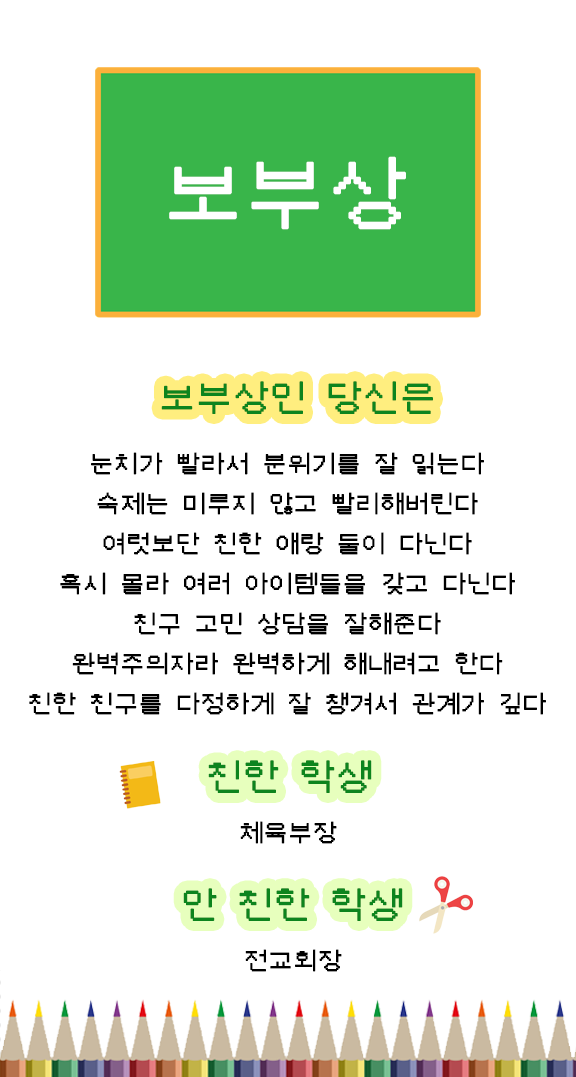 보부상
보부상인 당신은
눈치가 빨라서 분위기를 잘 읽는다
숙제는 미루지 않고 빨리해버린다
여럿보단 친한 애랑 둘이 다닌다
혹시 몰라 여러 아이템들을 갖고 다닌다
친구 고민 상담을 잘해준다
완벽주의자라 완벽하게 해내려고 한다
친한 친구를 다정하게 잘 챙겨서 관계가 깊다
친한 학생
체육부장
안 친한 학생
전교회장